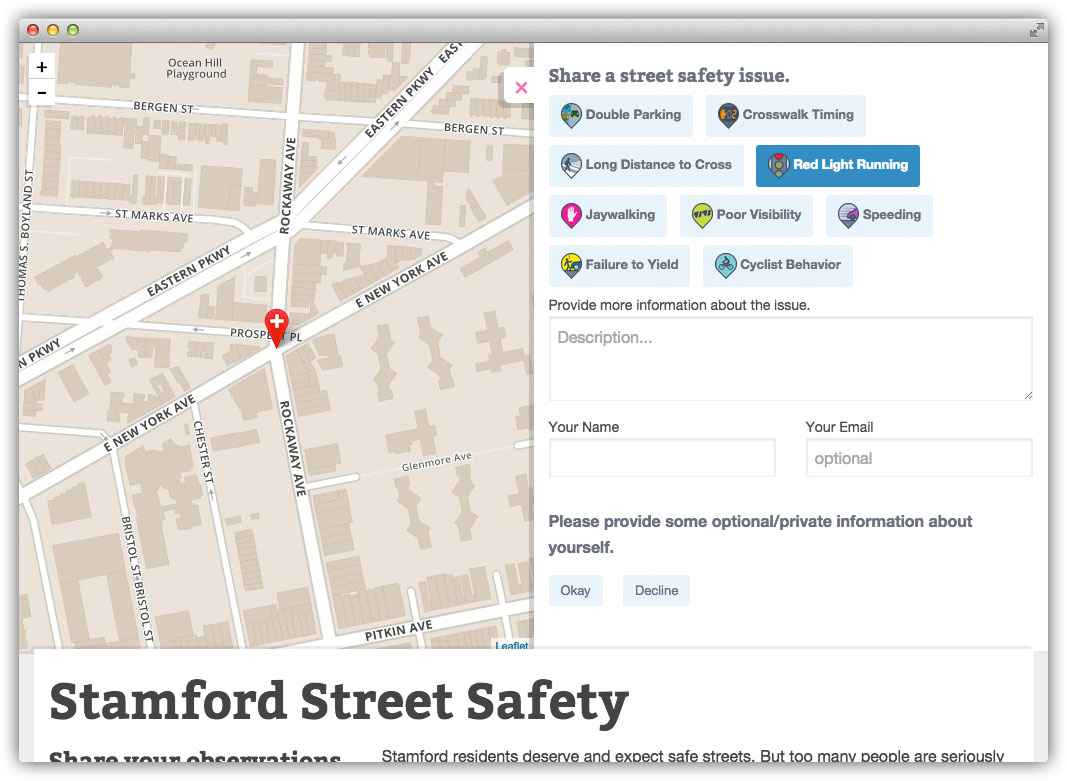 +
-
Ocean Hill
Playground
BERGEN ST
EASTERN PKWY
EAST
BERGEN ST
ROCKAWAY AVE
THOMAS S. BOYLAND ST
ST MARKS AVE
ST MARKS AVE
EASTERN PKWY
E NEW YORK AVE
PROSPECT PL
N PKWY
E NEW YORK AVE
CHESTER ST
ROCKAWAY AVE
Glenmore Ave
BRISTOL ST
BRISTOL ST
PITKIN AVE
Leaflet
×
Share a street safety issue.
Double Parking
Crosswalk Timing
Long Distance to Cross
Red Light Running
Jaywalking
Poor Visibility
Speeding
Failure to Yield
Cyclist Behavior
Provide more information about the issue.
Description...
Your Name
Your Email
optional
Please provide some optional/private information about
yourself.
Okay
Decline
Stamford Street Safety
Share your observations
Stamford residents deserve and expect safe streets. But too many people are seriously